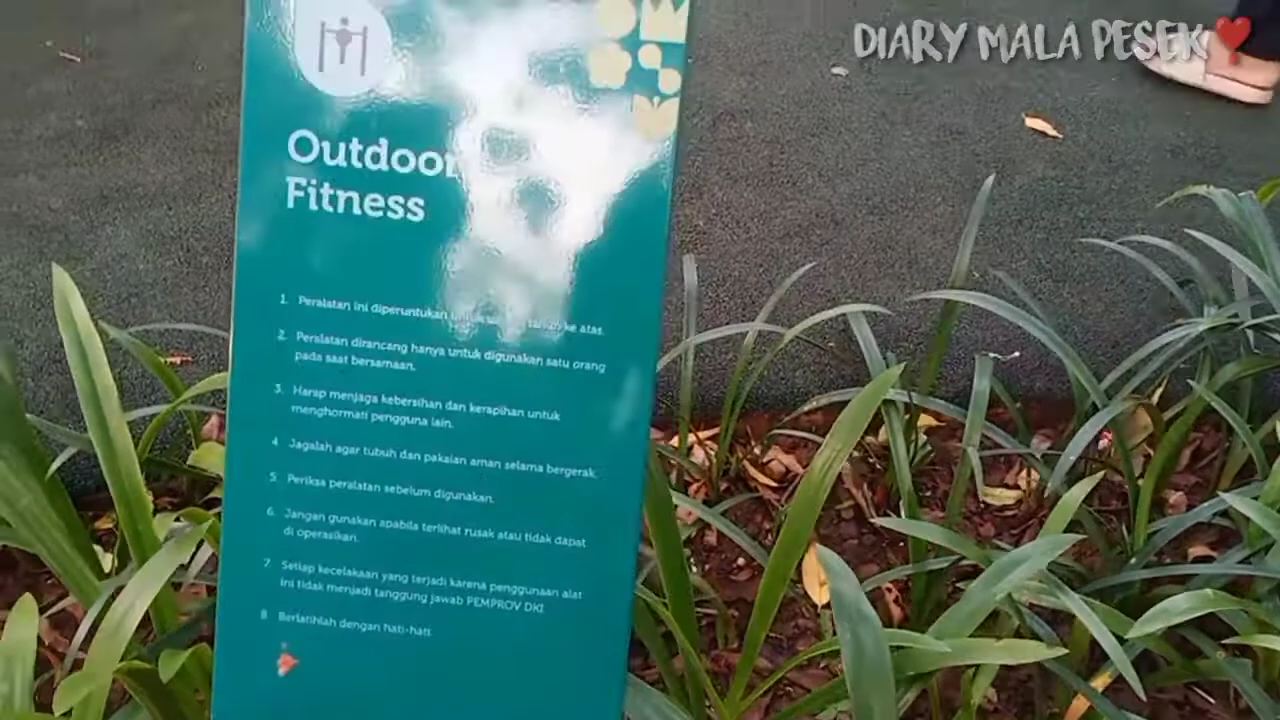 DIARY MALA PESEK
Outdoor
Fitness
1. Peralatan ini diperuntukan untuk ke atas.
2. Peralatan dirancang hanya untuk digunakan satu orang
pada saat bersamaan.
3. Harap menjaga kebersihan dan kerapihan untuk
menghormati pengguna lain.
4. Jagalah agar tubuh dan pakaian aman selama bergerak.
5. Periksa peralatan sebelum digunakan.
6. Jangan gunakan apabila terlihat rusak atau tidak dapat
di operasikan.
7. Setiap kecelakaan yang terjadi karena penggunaan alat
ini tidak menjadi tanggung jawab PEMPROV DKI
8. Berlatihlah dengan hati-hati